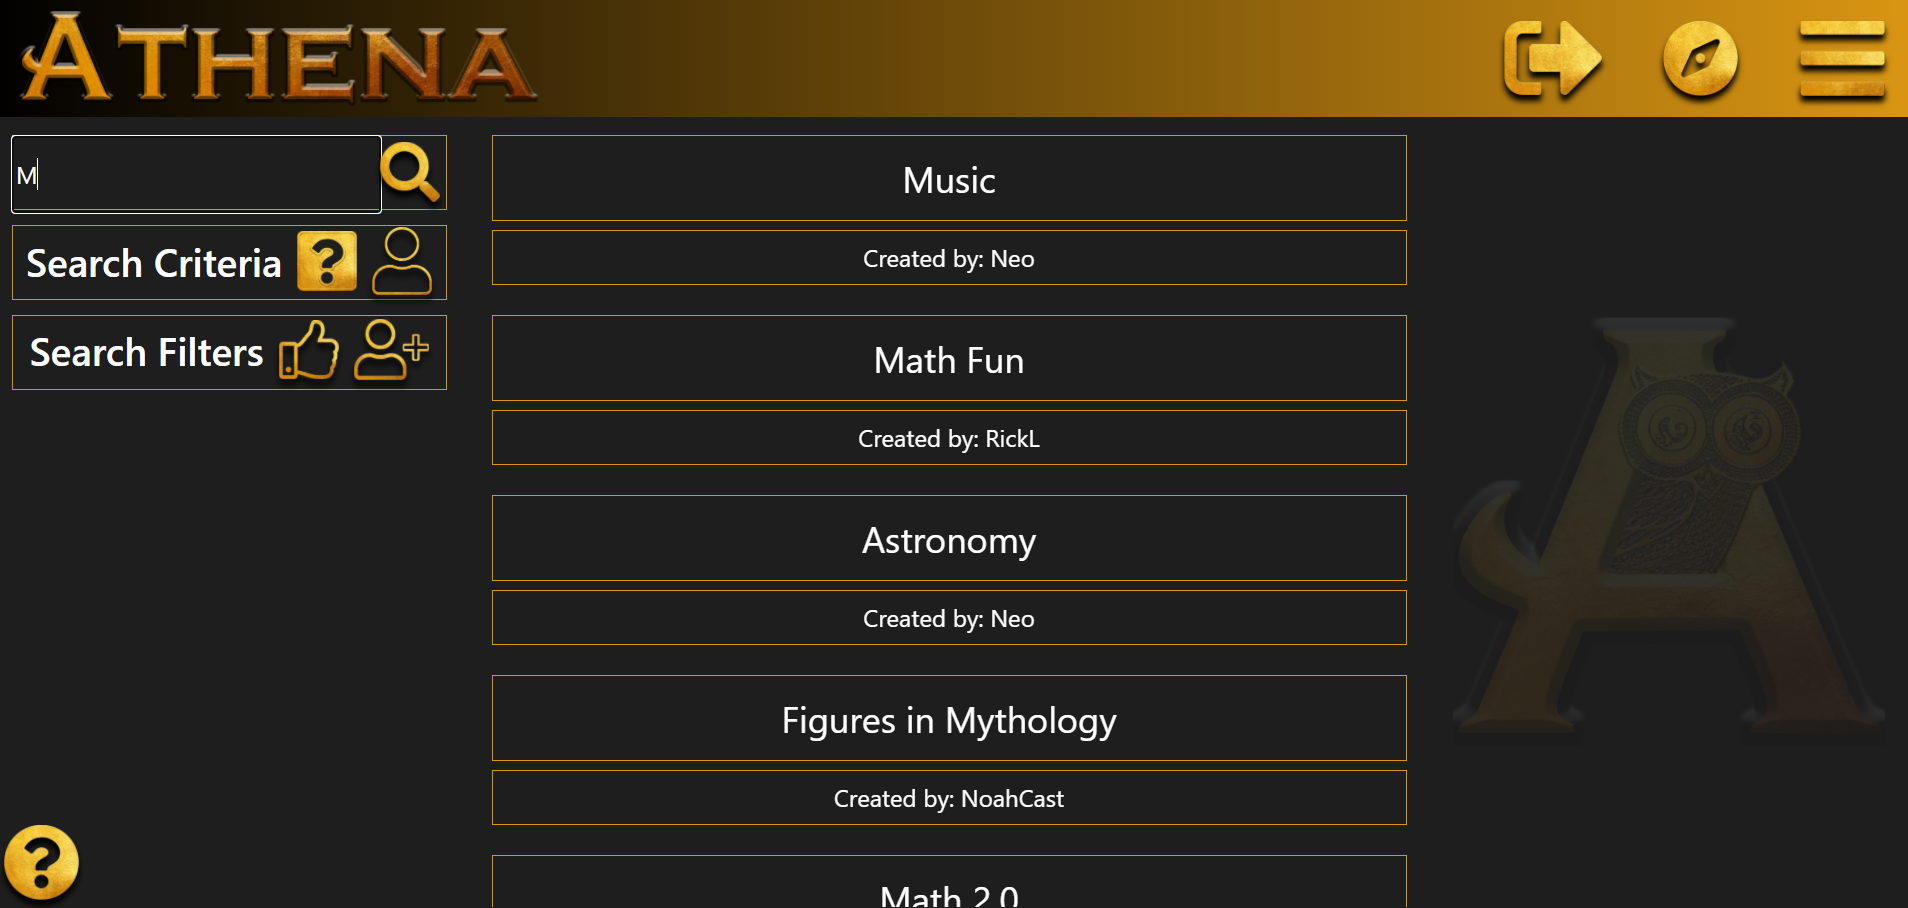 ATHENA
M
Search Criteria ?
Search Filters
Music
Created by: Neo
Math Fun
Created by: RickL
Astronomy
Created by: Neo
Figures in Mythology
Created by: NoahCast
Math 2.0
?
A